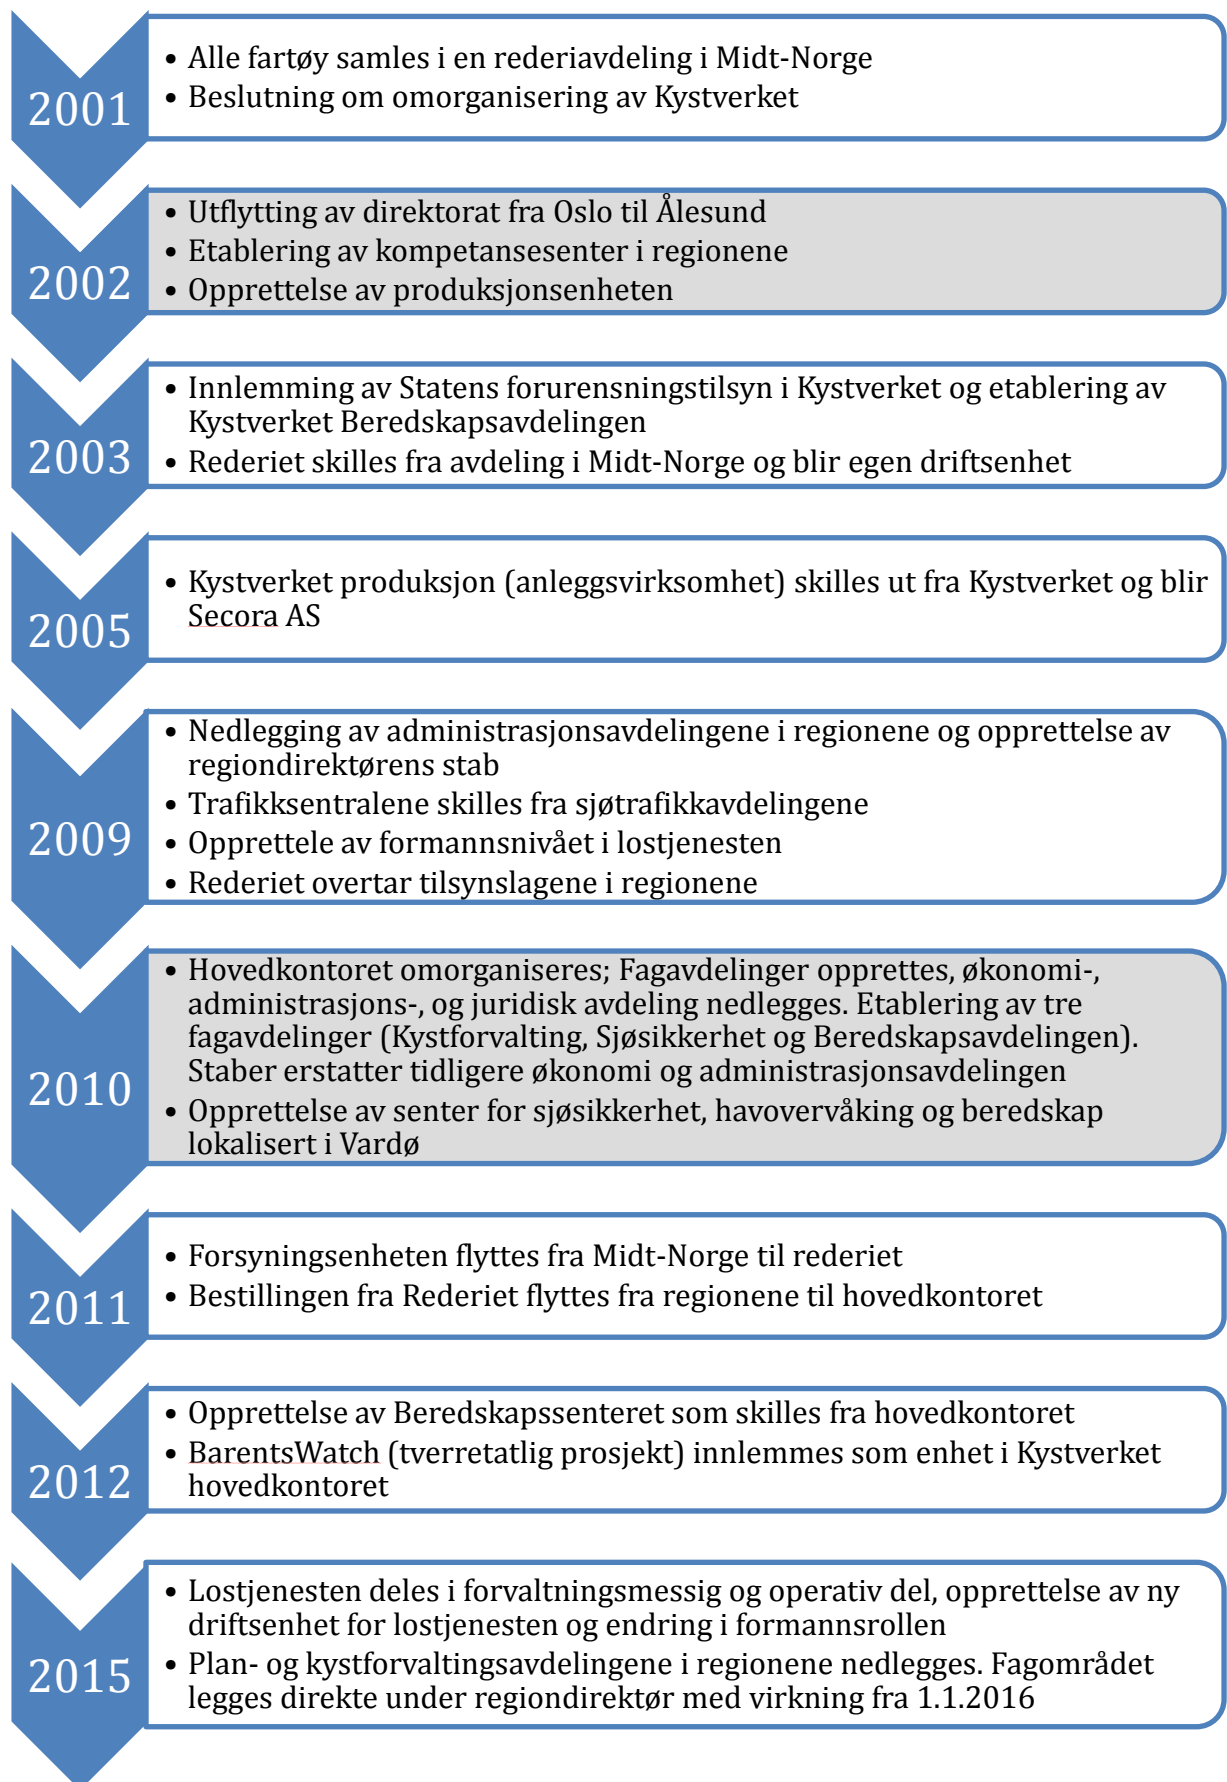 2001
• Alle fartøy samles i en rederiavdeling i Midt-Norge
• Beslutning om omorganisering av Kystverket
2002
• Utflytting av direktorat fra Oslo til Ålesund
• Etablering av kompetansesenter i regionene
• Opprettelse av produksjonsenheten
2003
• Innlemming av Statens forurensningstilsyn i Kystverket og etablering av
Kystverket Beredskapsavdelingen
• Rederiet skilles fra avdeling i Midt-Norge og blir egen driftsenhet
2005
• Kystverket produksjon (anleggsvirksomhet) skilles ut fra Kystverket og blir
Secora AS
2009
• Nedlegging av administrasjonsavdelingene i regionene og opprettelse av
regiondirektørens stab
• Trafikksentralene skilles fra sjøtrafikkavdelingene
• Opprettele av formannsnivået i lostjenesten
• Rederiet overtar tilsynslagene i regionene
2010
• Hovedkontoret omorganiseres; Fagavdelinger opprettes, økonomi-,
administrasjons-, og juridisk avdeling nedlegges. Etablering av tre
fagavdelinger (Kystforvalting, Sjøsikkerhet og Beredskapsavdelingen).
Staber erstatter tidligere økonomi og administrasjonsavdelingen
• Opprettelse av senter for sjøsikkerhet, havovervåking og beredskap
lokalisert i Vardø
2011
• Forsyningsenheten flyttes fra Midt-Norge til rederiet
• Bestillingen fra Rederiet flyttes fra regionene til hovedkontoret
2012
• Opprettelse av Beredskapssenteret som skilles fra hovedkontoret
• BarentsWatch (tverretatlig prosjekt) innlemmes som enhet i Kystverket
hovedkontoret
2015
• Lostjenesten deles i forvaltningsmessig og operativ del, opprettelse av ny
driftsenhet for lostjenesten og endring i formannsrollen
• Plan- og kystforvaltingsavdelingene i regionene nedlegges. Fagområdet
legges direkte under regiondirektør med virkning fra 1.1.2016